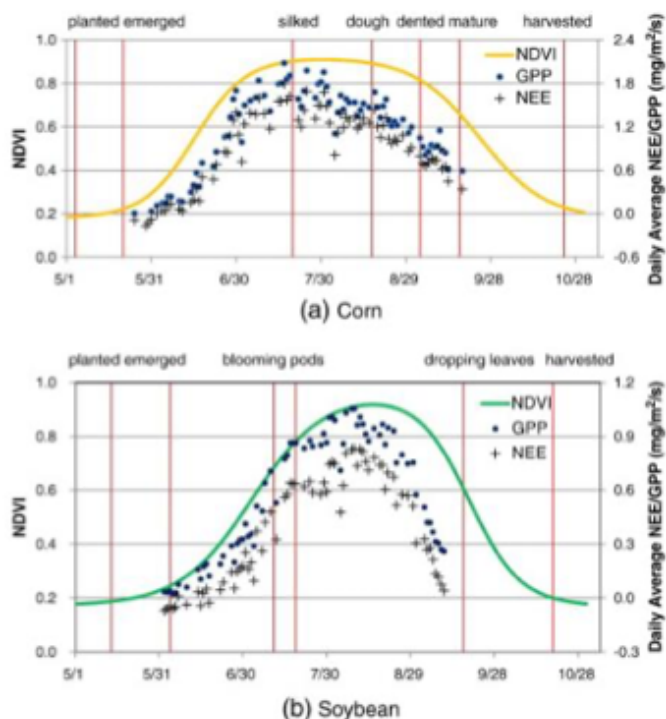 planted emerged silked dough dented mature harvested
1.0 2.4
NDVI
GPP
NEE
0.8 1.8
0.6 1.2
0.4 0.6
0.2 0.0
0.0 -0.6
NDVI
Daily Average NEE/GPP (mg/m²/s)
5/1 5/31 6/30 7/30 8/29 9/28 10/28
(a) Corn
planted emerged blooming pods dropping leaves harvested
1.0 1.2
NDVI
GPP
NEE
0.8 0.9
0.6 0.6
0.4 0.3
0.2 0.0
0.0 -0.3
NDVI
Daily Average NEE/GPP (mg/m²/s)
5/1 5/31 6/30 7/30 8/29 9/28 10/28
(b) Soybean